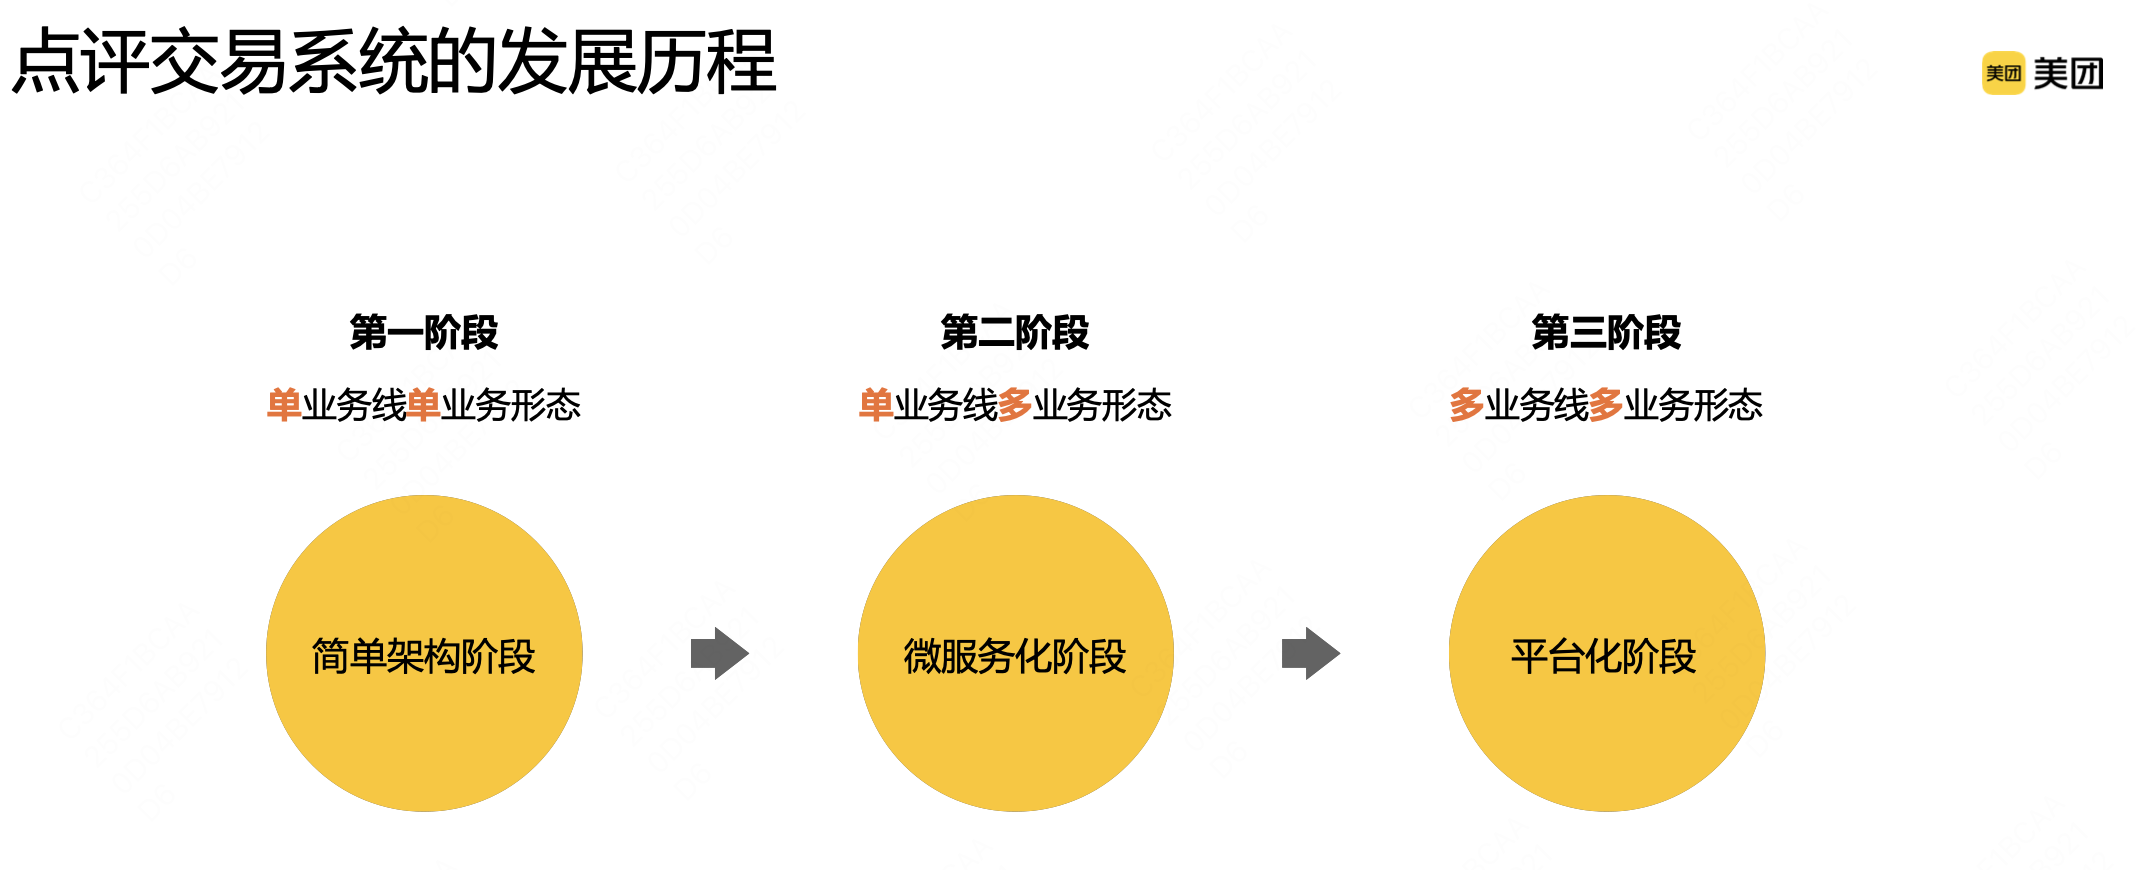 点评交易系统的发展历程
美团 美团
第一阶段
单业务线单业务形态
简单架构阶段
第二阶段
单业务线多业务形态
微服务化阶段
第三阶段
多业务线多业务形态
平台化阶段